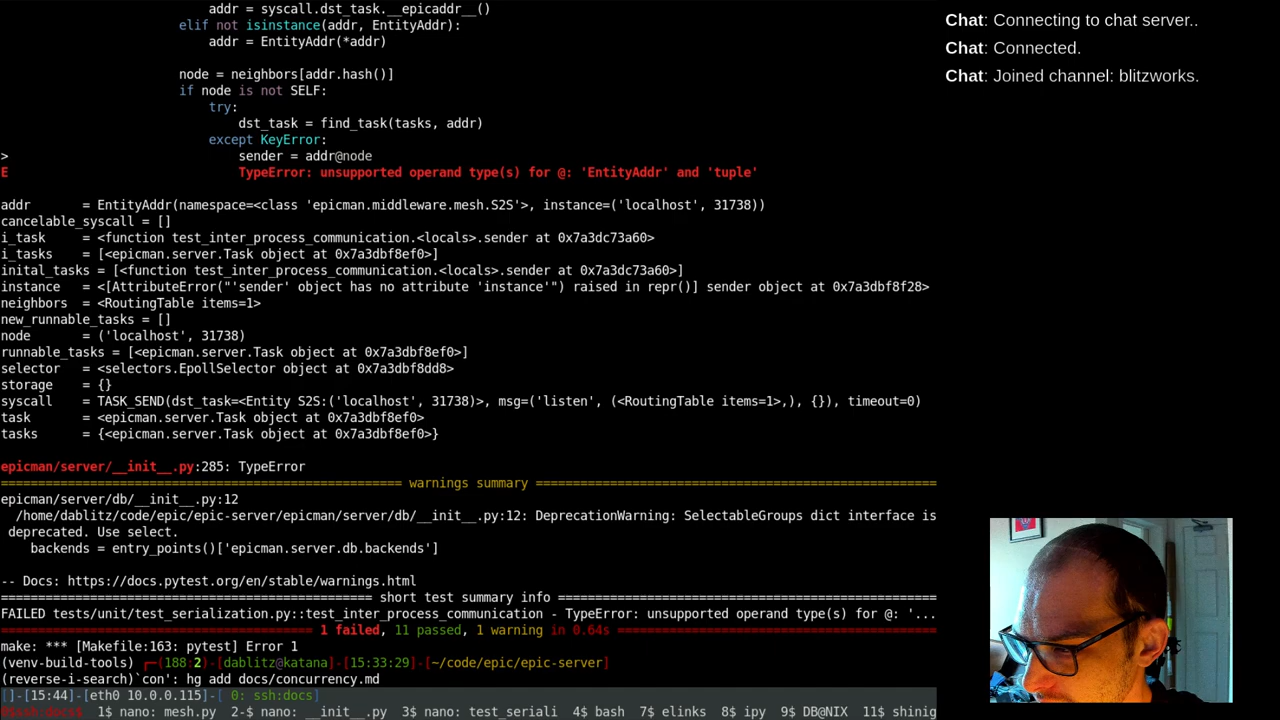 addr = syscall.dst_task.__epicaddr__()
elif not isinstance(addr, EntityAddr):
addr = EntityAddr(*addr)
node = neighbors[addr.hash()]
if node is not SELF:
try:
dst_task = find_task(tasks, addr)
except KeyError:
> sender = addr@node
E TypeError: unsupported operand type(s) for @: 'EntityAddr' and 'tuple'
addr = EntityAddr(namespace=<class 'epicman.middleware.mesh.S2S'>, instance=('localhost', 31738))
cancelable_syscall = []
i_task = <function test_inter_process_communication.<locals>.sender at 0x7a3dc73a60>
i_tasks = [<epicman.server.Task object at 0x7a3dbf8ef0>]
inital_tasks = [<function test_inter_process_communication.<locals>.sender at 0x7a3dc73a60>]
instance = <[AttributeError("'sender' object has no attribute 'instance'") raised in repr()] sender object at 0x7a3dbf8f28>
neighbors = <RoutingTable items=1>
new_runnable_tasks = []
node = ('localhost', 31738)
runnable_tasks = [<epicman.server.Task object at 0x7a3dbf8ef0>]
selector = <selectors.EpollSelector object at 0x7a3dbf8dd8>
storage = {}
syscall = TASK_SEND(dst_task=<Entity S2S:('localhost', 31738)>, msg=('listen', (<RoutingTable items=1>,), {}), timeout=0)
task = <epicman.server.Task object at 0x7a3dbf8ef0>
tasks = {<epicman.server.Task object at 0x7a3dbf8ef0>}
epicman/server/__init__.py:285: TypeError
===================================================== warnings summary =====================================================
epicman/server/db/__init__.py:12
/home/dablitz/code/epic/epic-server/epicman/server/db/__init__.py:12: DeprecationWarning: SelectableGroups dict interface is
deprecated. Use select.
backends = entry_points()['epicman.server.db.backends']
-- Docs: https://docs.pytest.org/en/stable/warnings.html
================================================= short test summary info =================================================
FAILED tests/unit/test_serialization.py::test_inter_process_communication - TypeError: unsupported operand type(s) for @: '...
========================================== 1 failed, 11 passed, 1 warning in 0.64s ==========================================
make: *** [Makefile:163: pytest] Error 1
(venv-build-tools) ┌─(188:2)-[dablitz@katana]-[15:33:29]-[~/code/epic/epic-server]
(reverse-i-search)`con': hg add docs/concurrency.md
[]-[15:44]-[eth0 10.0.0.115]-[ 0: ssh:docs]
0$ssh:docs 1$ nano: mesh.py 2-$ nano: __init__.py 3$ nano: test_seriali 4$ bash 7$ elinks 8$ ipy 9$ DB@NIX 11$ shinig
Chat: Connecting to chat server..
Chat: Connected.
Chat: Joined channel: blitzworks.